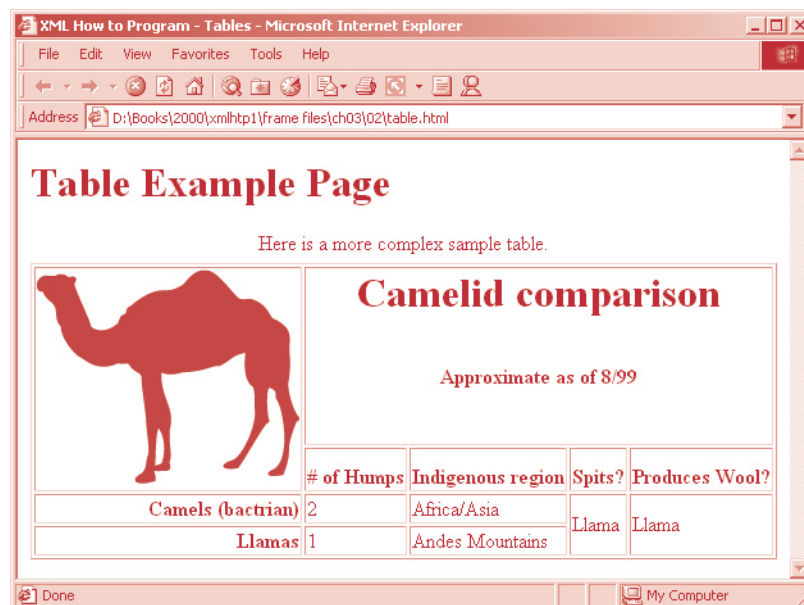 XML How to Program - Tables - Microsoft Internet Explorer
File Edit View Favorites Tools Help
Address D:\Books\2000\xmlhtp1\frame files\ch03\02\table.html
Table Example Page
Here is a more complex sample table.
Camelid comparison
Approximate as of 8/99
# of Humps Indigenous region Spits? Produces Wool?
Camels (bactrian) 2 Africa/Asia Llama Llama
Llamas 1 Andes Mountains
Done My Computer